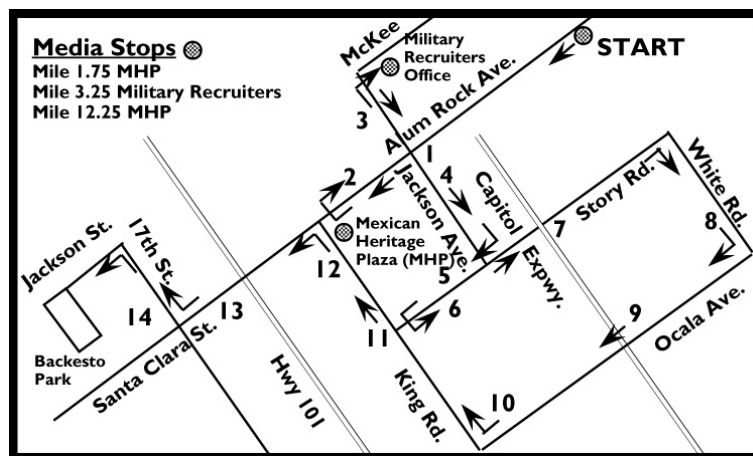 Media Stops
Mile 1.75 MHP
Mile 3.25 Military Recruiters
Mile 12.25 MHP
McKee
Military
Recruiters
Office
START
Alum Rock Ave.
3
1
2
4
Jackson Ave.
Capitol
Expwy.
7
Story Rd.
White Rd.
8
Mexican
Heritage
Plaza (MHP)
5
6
Jackson St.
17th St.
12
13
14
11
9
Ocala Ave.
Backesto
Park
Santa Clara St.
Hwy 101
King Rd.
10